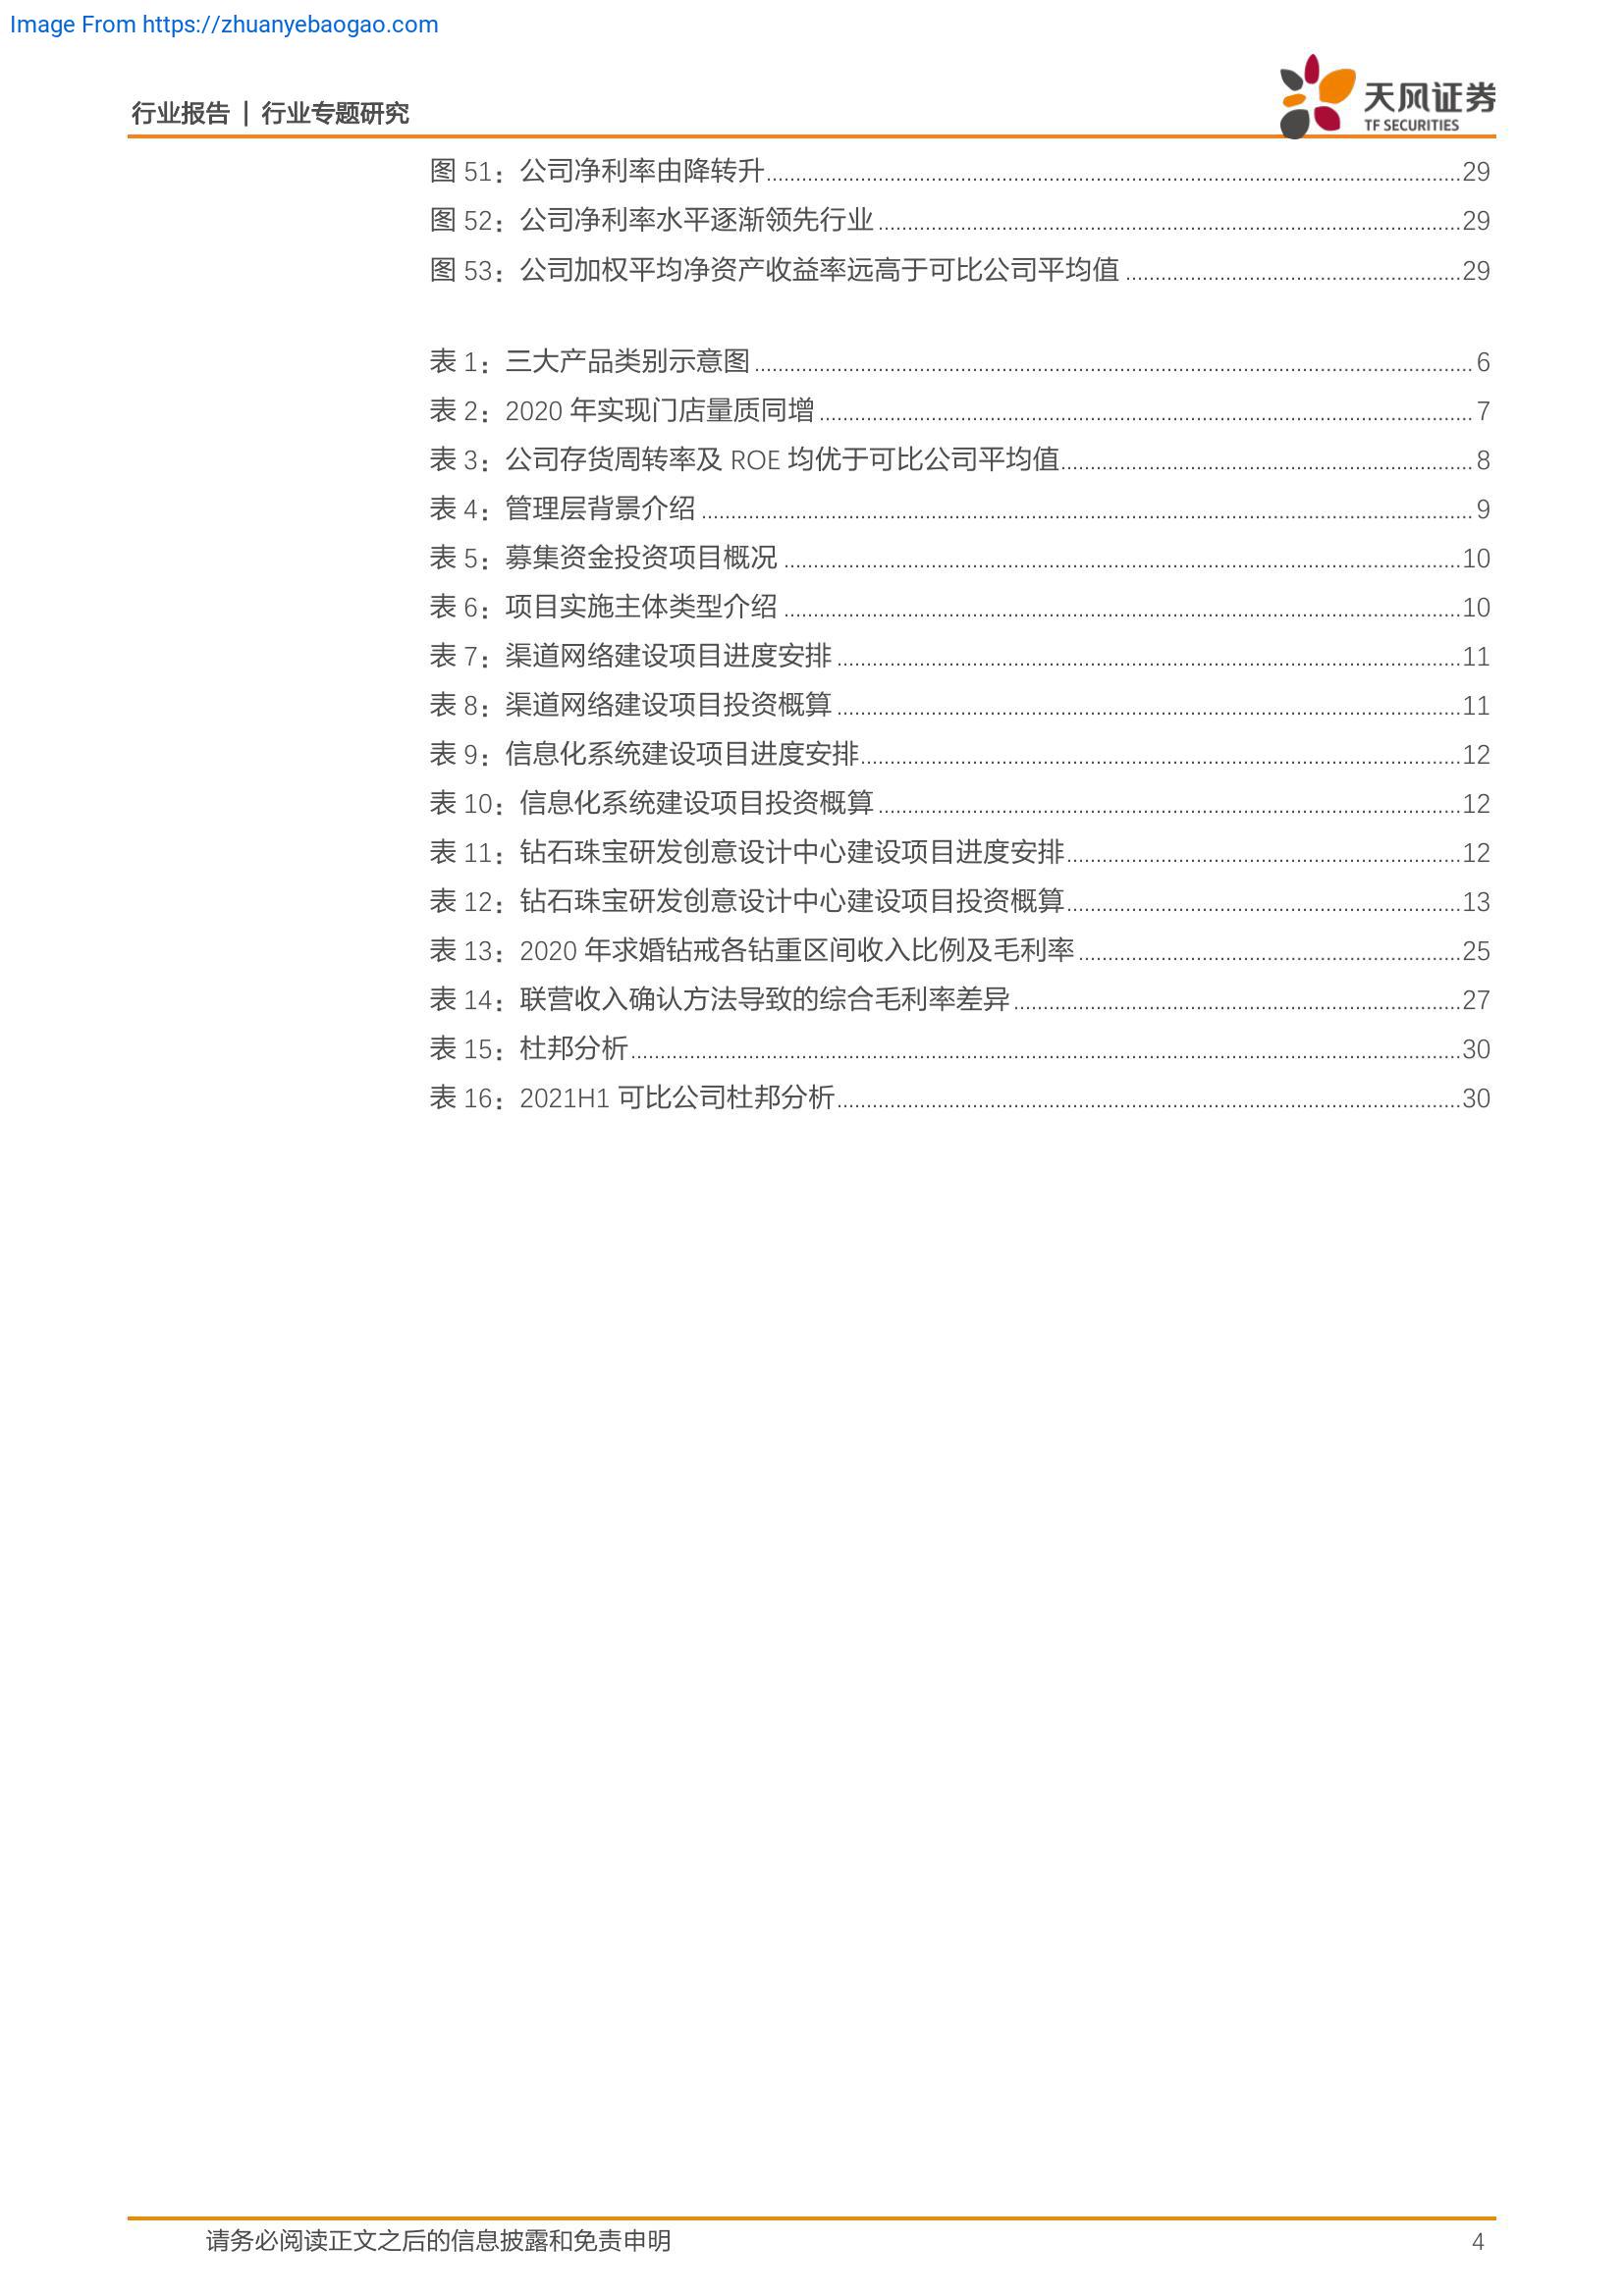 Image From https://zhuanyebaogao.com
行业报告 | 行业专题研究
天风证券
TF SECURITIES
图 51：公司净利率由降转升 29
图 52：公司净利率水平逐渐领先行业 29
图 53：公司加权平均净资产收益率远高于可比公司平均值 29
表 1：三大产品类别示意图 6
表 2：2020 年实现门店量质同增 7
表 3：公司存货周转率及 ROE 均优于可比公司平均值 8
表 4：管理层背景介绍 9
表 5：募集资金投资项目概况 10
表 6：项目实施主体类型介绍 10
表 7：渠道网络建设项目进度安排 11
表 8：渠道网络建设项目投资概算 11
表 9：信息化系统建设项目进度安排 12
表 10：信息化系统建设项目投资概算 12
表 11：钻石珠宝研发创意设计中心建设项目进度安排 12
表 12：钻石珠宝研发创意设计中心建设项目投资概算 13
表 13：2020 年求婚钻戒各钻重区间收入比例及毛利率 25
表 14：联营收入确认方法导致的综合毛利率差异 27
表 15：杜邦分析 30
表 16：2021H1 可比公司杜邦分析 30
请务必阅读正文之后的信息披露和免责申明 4